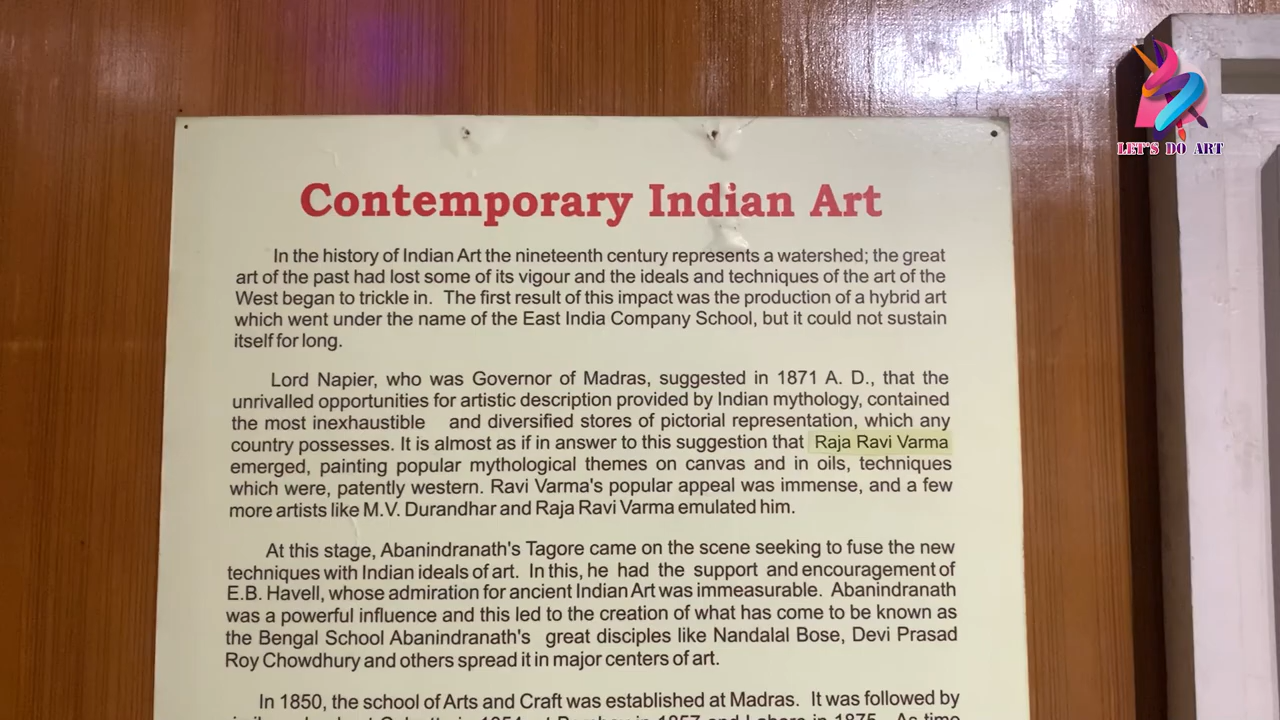 LET'S DO ART
Contemporary Indian Art
In the history of Indian Art the nineteenth century represents a watershed; the great
art of the past had lost some of its vigour and the ideals and techniques of the art of the
West began to trickle in. The first result of this impact was the production of a hybrid art
which went under the name of the East India Company School, but it could not sustain
itself for long.
Lord Napier, who was Governor of Madras, suggested in 1871 A. D., that the
unrivalled opportunities for artistic description provided by Indian mythology, contained
the most inexhaustible and diversified stores of pictorial representation, which any
country possesses. It is almost as if in answer to this suggestion that Raja Ravi Varma
emerged, painting popular mythological themes on canvas and in oils, techniques
which were, patently western. Ravi Varma's popular appeal was immense, and a few
more artists like M.V. Durandhar and Raja Ravi Varma emulated him.
At this stage, Abanindranath's Tagore came on the scene seeking to fuse the new
techniques with Indian ideals of art. In this, he had the support and encouragement of
E.B. Havell, whose admiration for ancient Indian Art was immeasurable. Abanindranath
was a powerful influence and this led to the creation of what has come to be known as
the Bengal School Abanindranath's great disciples like Nandalal Bose, Devi Prasad
Roy Chowdhury and others spread it in major centers of art.
In 1850, the school of Arts and Craft was established at Madras. It was followed by
in 1854, at Bombay in 1857 and Lahore in 1875. As time